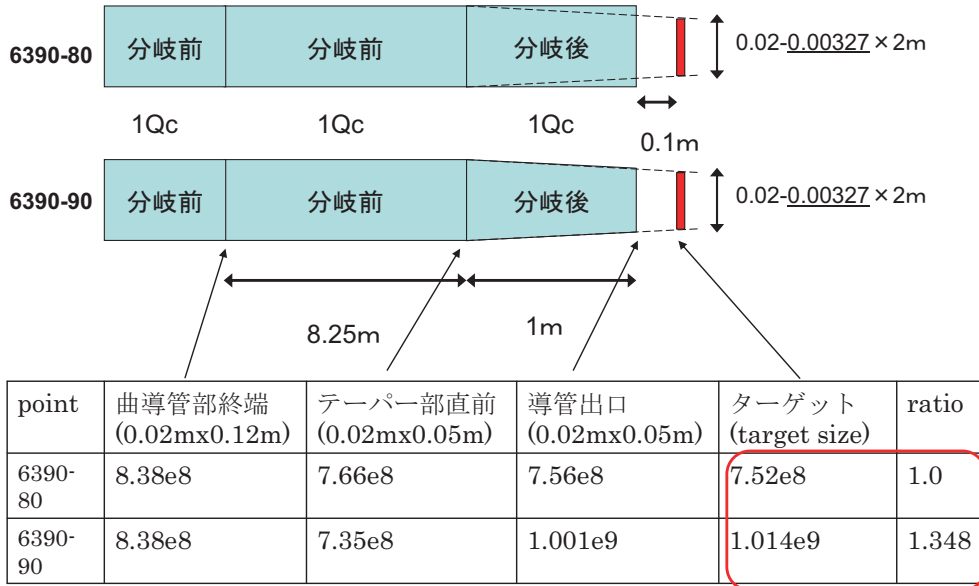 6390-80
分岐前
分岐前
分岐後
0.02-0.00327×2m
1Qc
1Qc
1Qc
0.1m
6390-90
分岐前
分岐前
分岐後
0.02-0.00327×2m
8.25m
1m
point
曲導管部終端
(0.02mx0.12m)
テーパー部直前
(0.02mx0.05m)
導管出口
(0.02mx0.05m)
ターゲット
(target size)
ratio
6390-
80
8.38e8
7.66e8
7.56e8
7.52e8
1.0
6390-
90
8.38e8
7.35e8
1.001e9
1.014e9
1.348